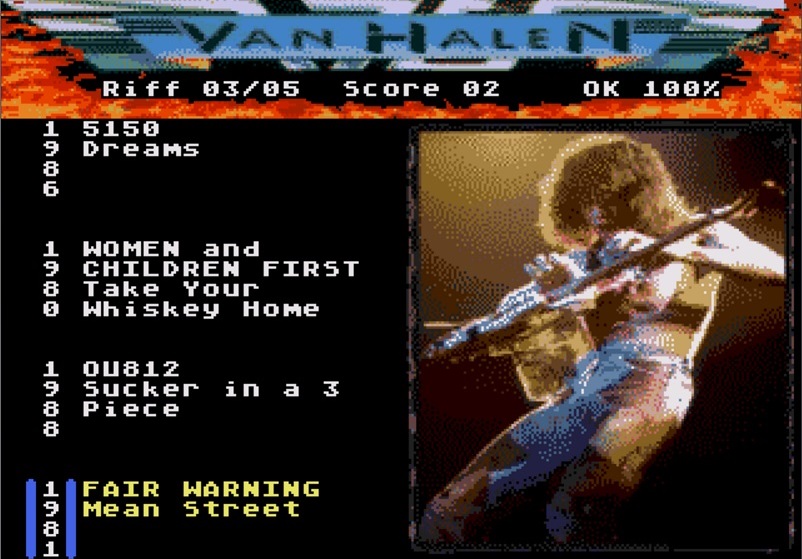 VAN HALEN
Riff 03/05 Score 02 OK 100%
1 5150
9 Dreams
8
6
1 WOMEN and
9 CHILDREN FIRST
8 Take Your
0 Whiskey Home
1 OU812
9 Sucker in a 3
8 Piece
8
1 FAIR WARNING
9 Mean Street
8
1